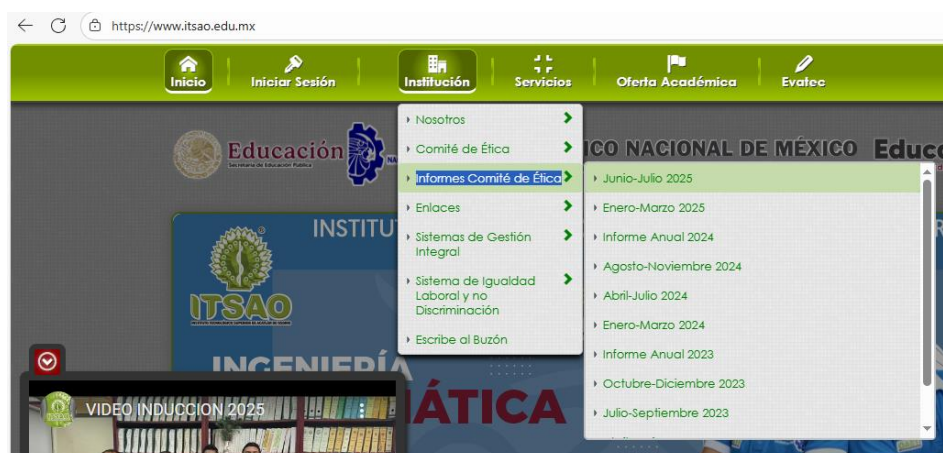 https://www.itsao.edu.mx
Inicio
Iniciar Sesión
Institución
Servicios
Oferta Académica
Evatec
Nosotros
Comité de Ética
Informes Comité de Ética
Enlaces
Sistemas de Gestión
Integral
Sistema de Igualdad
Laboral y no
Discriminación
Escribe al Buzón
Junio-Julio 2025
Enero-Marzo 2025
Informe Anual 2024
Agosto-Noviembre 2024
Abril-Julio 2024
Enero-Marzo 2024
Informe Anual 2023
Octubre-Diciembre 2023
Julio-Septiembre 2023
Educación
Secretaría de Educación Pública
ICO NACIONAL DE MÉXICO
Educ
INSTITU
ITSAO
INGENIERÍA
ÁTICA
VIDEO INDUCCION 2025